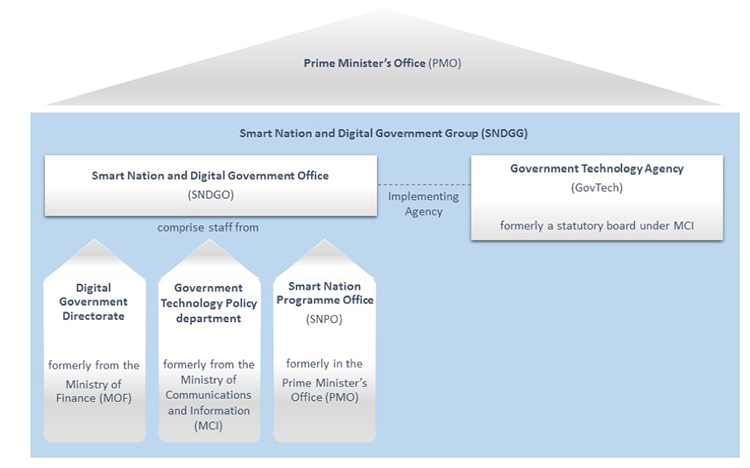 Prime Minister's Office (PMO)
Smart Nation and Digital Government Group (SNDGG)
Smart Nation and Digital Government Office
(SNDGO)
Implementing
Agency
Government Technology Agency
(GovTech)
formerly a statutory board under MCI
comprise staff from
Digital
Government
Directorate
formerly from the
Ministry of
Finance (MOF)
Government
Technology Policy
department
formerly from the
Ministry of
Communications
and Information
(MCI)
Smart Nation
Programme Office
(SNPO)
formerly in the
Prime Minister's
Office (PMO)